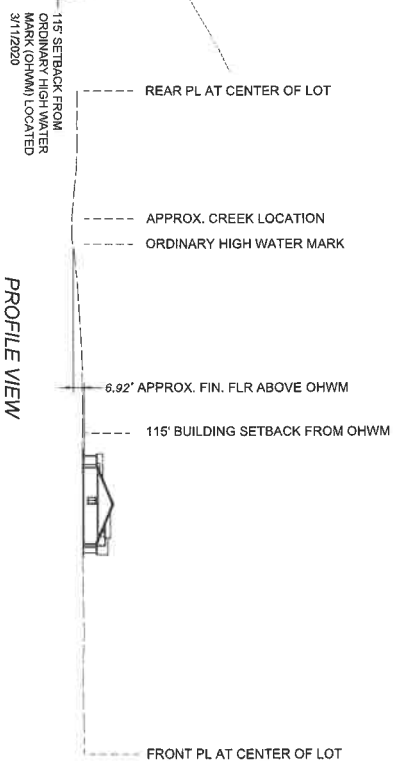 115' SETBACK FROM
ORDINARY HIGH WATER
MARK (OHWM) LOCATED
3/11/2020
REAR PL AT CENTER OF LOT
APPROX. CREEK LOCATION
ORDINARY HIGH WATER MARK
6.92' APPROX. FIN. FLR ABOVE OHWM
115' BUILDING SETBACK FROM OHWM
FRONT PL AT CENTER OF LOT
PROFILE VIEW